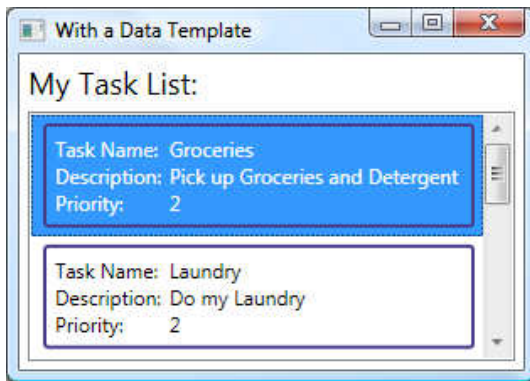 With a Data Template
My Task List:
Task Name: Groceries
Description: Pick up Groceries and Detergent
Priority: 2
Task Name: Laundry
Description: Do my Laundry
Priority: 2